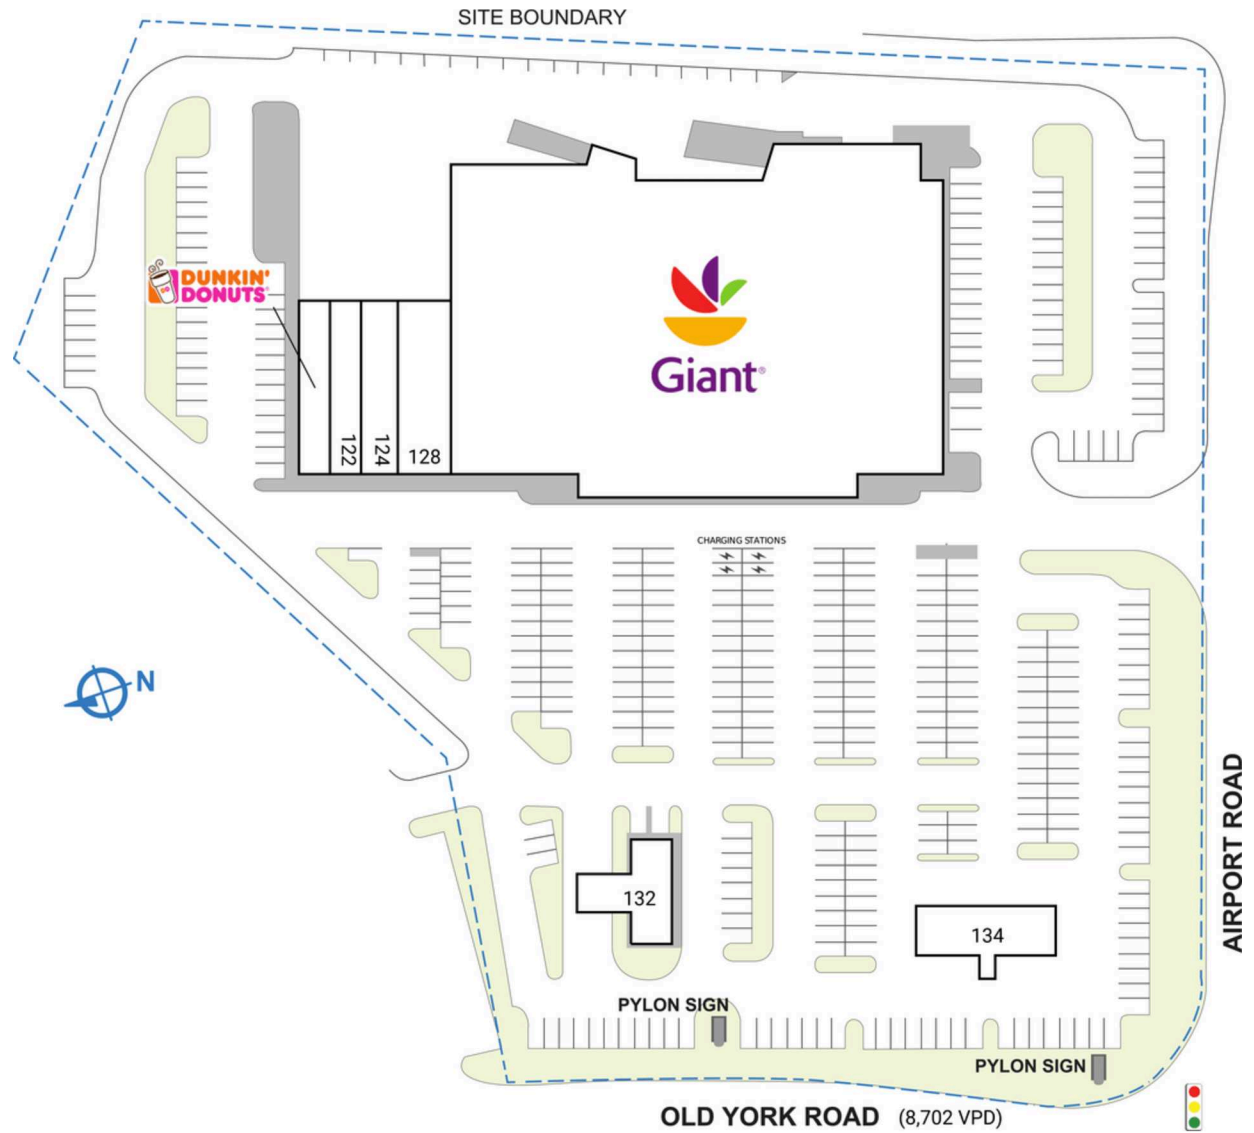 SITE BOUNDARY
DUNKIN'
DONUTS®
Giant®
122
124
128
CHARGING STATIONS
N
132
134
AIRPORT ROAD
PYLON SIGN
PYLON SIGN
OLD YORK ROAD (8,702 VPD)